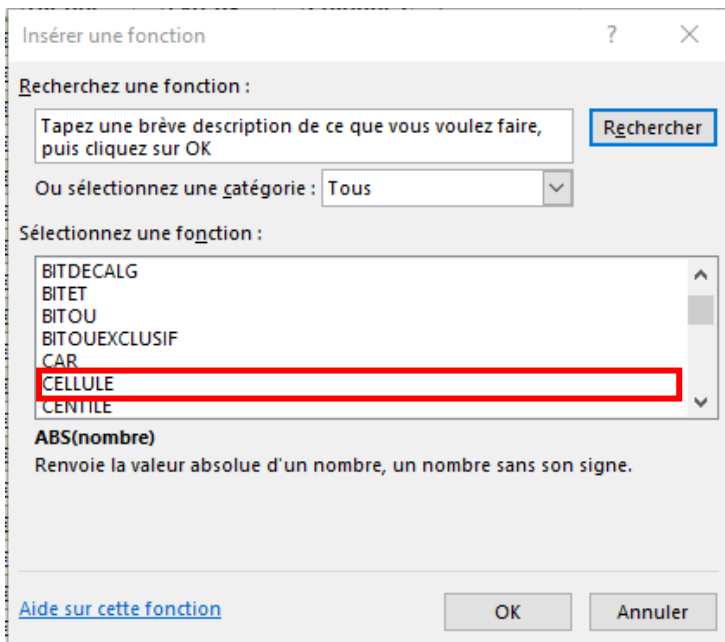 Insérer une fonction ?
Recherchez une fonction :
Tapez une brève description de ce que vous voulez faire,
puis cliquez sur OK
Rechercher
Ou sélectionnez une catégorie : Tous
Sélectionnez une fonction :
BITDECALG
BITET
BITOU
BITOUEXCLUSIF
CAR
CELLULE
CENTILE
ABS(nombre)
Renvoie la valeur absolue d'un nombre, un nombre sans son signe.
Aide sur cette fonction OK Annuler